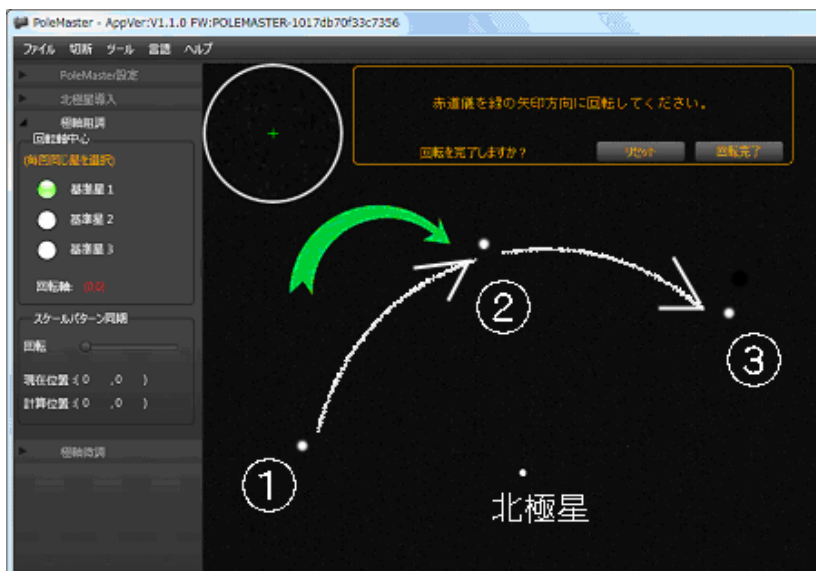 PoleMaster - AppVer:V1.1.0 FW:POLEMASTER-1017db70f33c7356
ファイル 切断 ツール 言語 ヘルプ
PoleMaster設定
北極星導入
極軸粗調
回転軸中心
(毎回同じ星を選択)
基準星 1
基準星 2
基準星 3
回転軸: (0,0)
スケールパターン同期
回転
現在位置 :( 0 ,0 )
計算位置 :( 0 ,0 )
極軸微調
赤道儀を緑の矢印方向に回転してください。
回転を完了しますか？
リセット
回転完了
②
③
①
北極星